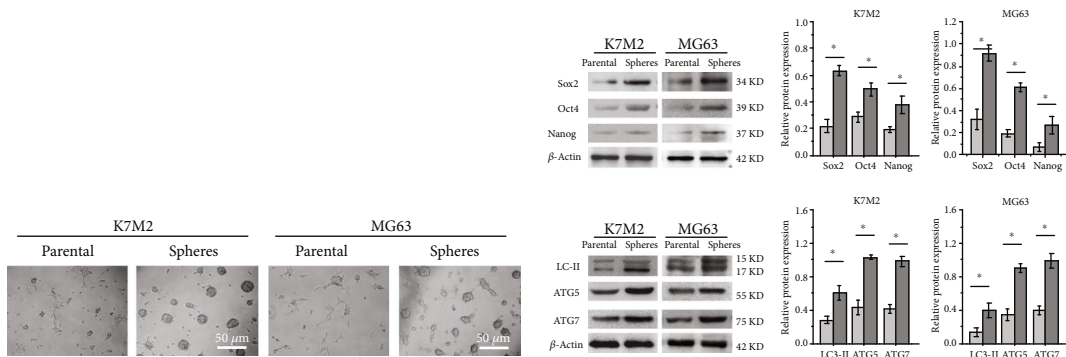 K7M2 MG63
Parental Spheres Parental Spheres
50 µm 50 µm
K7M2 MG63
Parental Spheres Parental Spheres
Sox2 34 KD
Oct4 39 KD
Nanog 37 KD
β-Actin 42 KD
K7M2
Relative protein expression
1.0
0.8
0.6
0.4
0.2
0.0
* * *
Sox2 Oct4 Nanog
MG63
Relative protein expression
1.2
1.0
0.8
0.6
0.4
0.2
0.0
* * *
Sox2 Oct4 Nanog
K7M2 MG63
Parental Spheres Parental Spheres
LC-II 15 KD
17 KD
ATG5 55 KD
ATG7 75 KD
β-Actin 42 KD
K7M2
Relative protein expression
1.6
1.2
0.8
0.4
0.0
* * *
LC3-II ATG5 ATG7
MG63
Relative protein expression
1.6
1.2
0.8
0.4
0.0
* * *
LC3-II ATG5 ATG7